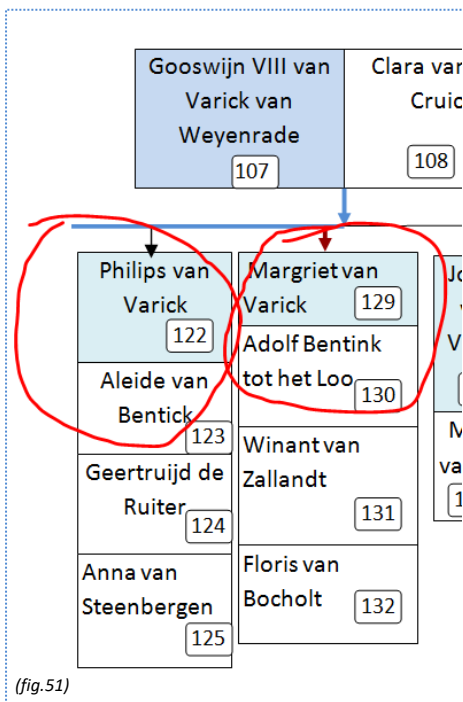 Gooswijn VIII van
Varick van
Weyenrade
107
Clara van
Cruic
108
Philips van
Varick
122
Aleide van
Bentick
123
Geertruijd de
Ruiter
124
Anna van
Steenbergen
125
Margriet van
Varick
129
Adolf Bentink
tot het Loo
130
Winant van
Zallandt
131
Floris van
Bocholt
132
(fig.51)